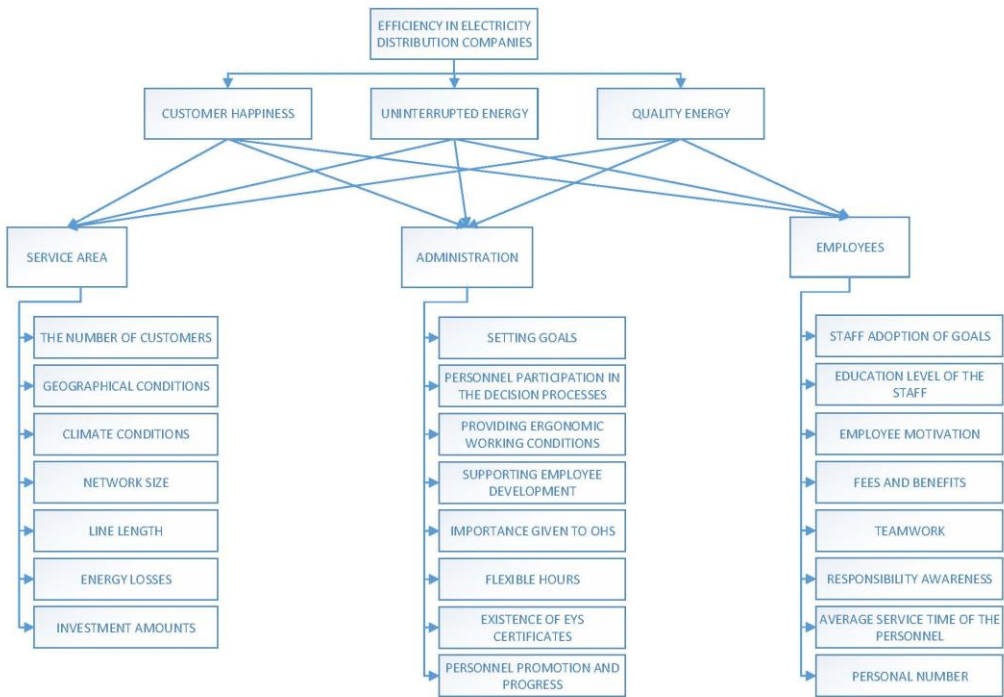 EFFICIENCY IN ELECTRICITY
DISTRIBUTION COMPANIES
CUSTOMER HAPPINESS
UNINTERRUPTED ENERGY
QUALITY ENERGY
SERVICE AREA
ADMINISTRATION
EMPLOYEES
THE NUMBER OF CUSTOMERS
GEOGRAPHICAL CONDITIONS
CLIMATE CONDITIONS
NETWORK SIZE
LINE LENGTH
ENERGY LOSSES
INVESTMENT AMOUNTS
SETTING GOALS
PERSONNEL PARTICIPATION IN
THE DECISION PROCESSES
PROVIDING ERGONOMIC
WORKING CONDITIONS
SUPPORTING EMPLOYEE
DEVELOPMENT
IMPORTANCE GIVEN TO OHS
FLEXIBLE HOURS
EXISTENCE OF EYS
CERTIFICATES
PERSONNEL PROMOTION AND
PROGRESS
STAFF ADOPTION OF GOALS
EDUCATION LEVEL OF THE
STAFF
EMPLOYEE MOTIVATION
FEES AND BENEFITS
TEAMWORK
RESPONSIBILITY AWARENESS
AVERAGE SERVICE TIME OF THE
PERSONNEL
PERSONAL NUMBER